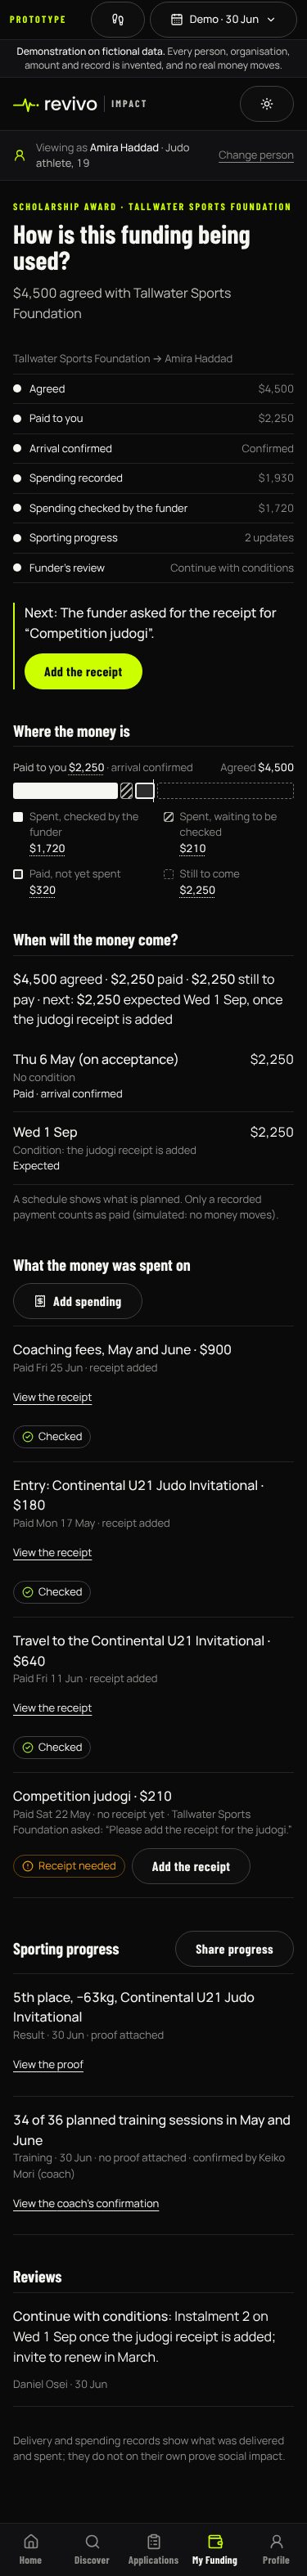 PROTOTYPE
Demo · 30 Jun
Demonstration on fictional data. Every person, organisation,
amount and record is invented, and no real money moves.
revivo IMPACT
Viewing as Amira Haddad · Judo
athlete, 19
Change person
SCHOLARSHIP AWARD · TALLWATER SPORTS FOUNDATION
How is this funding being
used?
$4,500 agreed with Tallwater Sports
Foundation
Tallwater Sports Foundation → Amira Haddad
Agreed $4,500
Paid to you $2,250
Arrival confirmed Confirmed
Spending recorded $1,930
Spending checked by the funder $1,720
Sporting progress 2 updates
Funder's review Continue with conditions
Next: The funder asked for the receipt for
“Competition judogi”.
Add the receipt
Where the money is
Paid to you $2,250 · arrival confirmed Agreed $4,500
Spent, checked by the
funder
$1,720
Spent, waiting to be
checked
$210
Paid, not yet spent
$320
Still to come
$2,250
When will the money come?
$4,500 agreed · $2,250 paid · $2,250 still to
pay · next: $2,250 expected Wed 1 Sep, once
the judogi receipt is added
Thu 6 May (on acceptance) $2,250
No condition
Paid · arrival confirmed
Wed 1 Sep $2,250
Condition: the judogi receipt is added
Expected
A schedule shows what is planned. Only a recorded
payment counts as paid (simulated: no money moves).
What the money was spent on
Add spending
Coaching fees, May and June · $900
Paid Fri 25 Jun · receipt added
View the receipt
Checked
Entry: Continental U21 Judo Invitational ·
$180
Paid Mon 17 May · receipt added
View the receipt
Checked
Travel to the Continental U21 Invitational ·
$640
Paid Fri 11 Jun · receipt added
View the receipt
Checked
Competition judogi · $210
Paid Sat 22 May · no receipt yet · Tallwater Sports
Foundation asked: “Please add the receipt for the judogi.”
Receipt needed
Add the receipt
Sporting progress
Share progress
5th place, −63kg, Continental U21 Judo
Invitational
Result · 30 Jun · proof attached
View the proof
34 of 36 planned training sessions in May and
June
Training · 30 Jun · no proof attached · confirmed by Keiko
Mori (coach)
View the coach's confirmation
Reviews
Continue with conditions: Instalment 2 on
Wed 1 Sep once the judogi receipt is added;
invite to renew in March.
Daniel Osei · 30 Jun
Delivery and spending records show what was delivered
and spent; they do not on their own prove social impact.
Home Discover Applications My Funding Profile